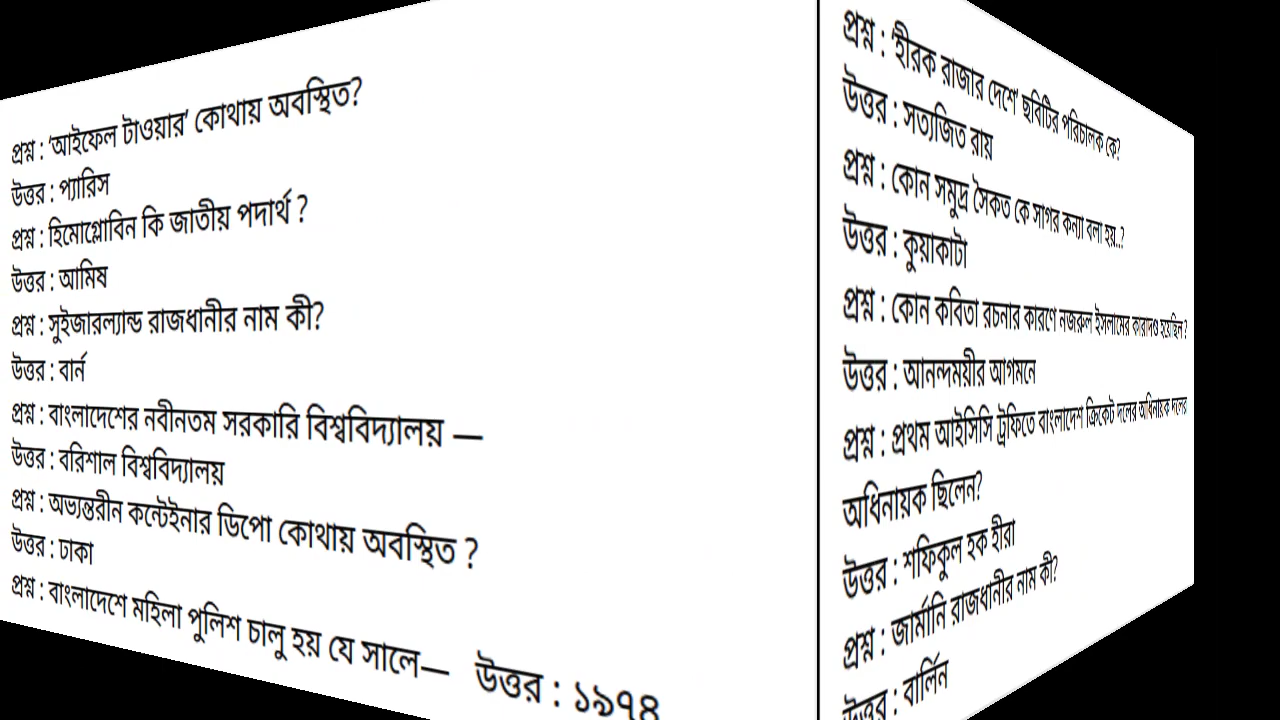 প্রশ্ন : 'আইফেল টাওয়ার' কোথায় অবস্থিত?
উত্তর : প্যারিস
প্রশ্ন : হিমোগ্লোবিন কি জাতীয় পদার্থ ?
উত্তর : আমিষ
প্রশ্ন : সুইজারল্যান্ড রাজধানীর নাম কী?
উত্তর : বার্ন
প্রশ্ন : বাংলাদেশের নবীনতম সরকারি বিশ্ববিদ্যালয় —
উত্তর : বরিশাল বিশ্ববিদ্যালয়
প্রশ্ন : অভ্যন্তরীন কন্টেইনার ডিপো কোথায় অবস্থিত ?
উত্তর : ঢাকা
প্রশ্ন : বাংলাদেশে মহিলা পুলিশ চালু হয় যে সালে— উত্তর : ১৯৭৪
প্রশ্ন : 'হীরক রাজার দেশে' ছবিটির পরিচালক কে?
উত্তর : সত্যজিত রায়
প্রশ্ন : কোন সমুদ্র সৈকত কে সাগর কন্যা বলা হয়..?
উত্তর : কুয়াকাটা
প্রশ্ন : কোন কবিতা রচনার কারণে নজরুল ইসলামের কারাদণ্ড হয়েছিল ?
উত্তর : আনন্দময়ীর আগমনে
প্রশ্ন : প্রথম আইসিসি ট্রফিতে বাংলাদেশ ক্রিকেট দলের অধিনায়ক দলের
অধিনায়ক ছিলেন?
উত্তর : শফিকুল হক হীরা
প্রশ্ন : জার্মানি রাজধানীর নাম কী?
উত্তর : বার্লিন